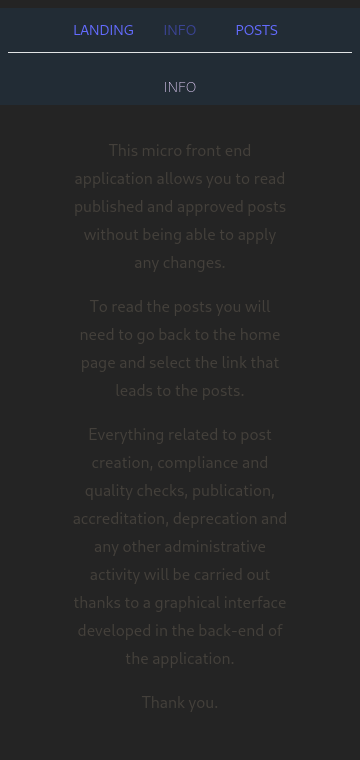 LANDING INFO POSTS
INFO
This micro front end
application allows you to read
published and approved posts
without being able to apply
any changes.
To read the posts you will
need to go back to the home
page and select the link that
leads to the posts.
Everything related to post
creation, compliance and
quality checks, publication,
accreditation, deprecation and
any other administrative
activity will be carried out
thanks to a graphical interface
developed in the back-end of
the application.
Thank you.